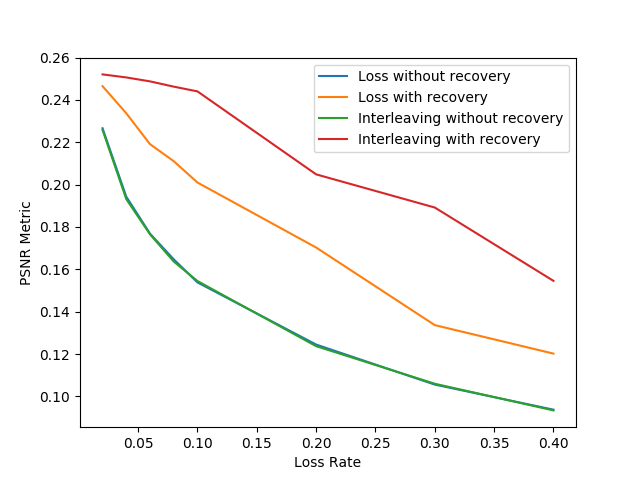 0.26
0.24
0.22
0.20
0.18
0.16
0.14
0.12
0.10
PSNR Metric
Loss without recovery
Loss with recovery
Interleaving without recovery
Interleaving with recovery
0.05 0.10 0.15 0.20 0.25 0.30 0.35 0.40
Loss Rate